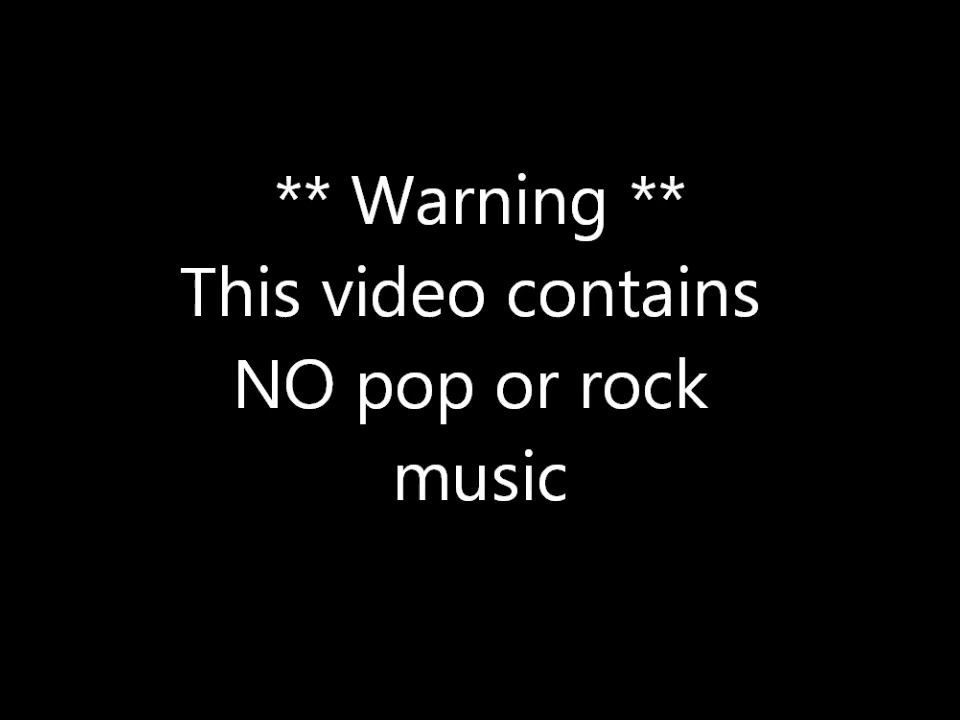 ** Warning **
This video contains
NO pop or rock
music